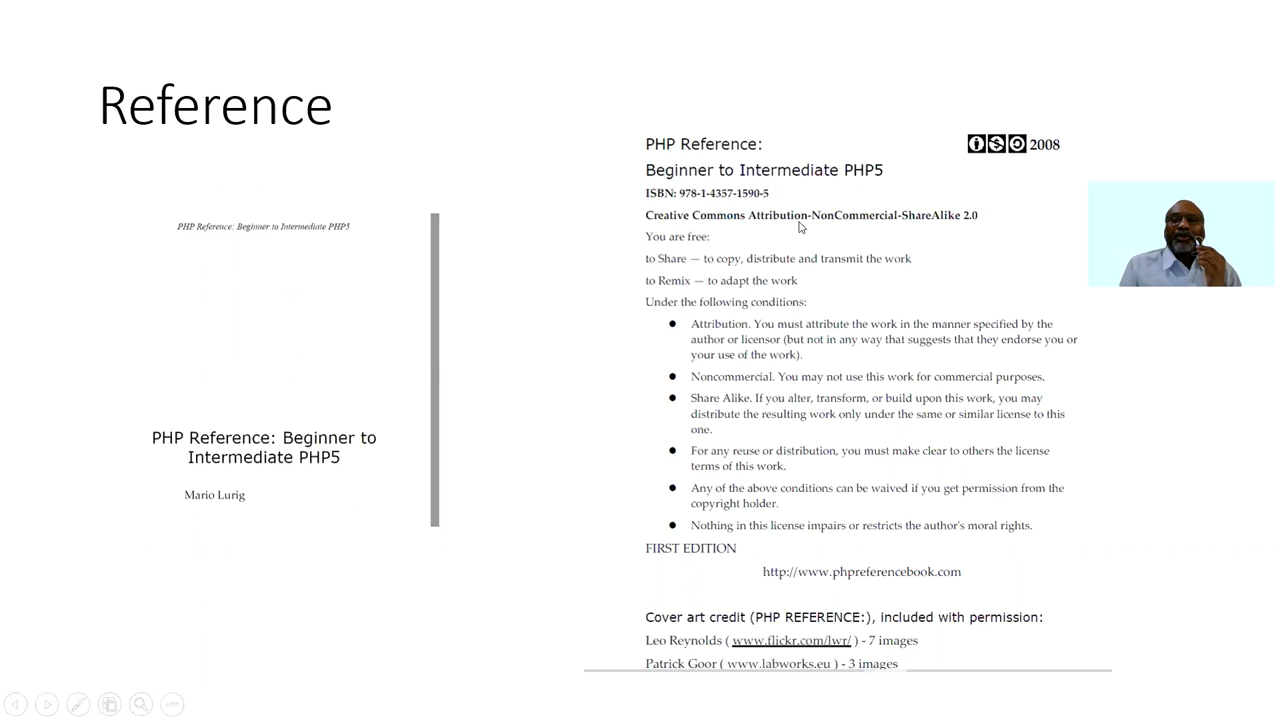 Reference
PHP Reference: Beginner to Intermediate PHP5
PHP Reference: Beginner to
Intermediate PHP5
Mario Lurig
PHP Reference:
2008
Beginner to Intermediate PHP5
ISBN: 978-1-4357-1590-5
Creative Commons Attribution-NonCommercial-ShareAlike 2.0
You are free:
to Share — to copy, distribute and transmit the work
to Remix — to adapt the work
Under the following conditions:
● Attribution. You must attribute the work in the manner specified by the
author or licensor (but not in any way that suggests that they endorse you or
your use of the work).
● Noncommercial. You may not use this work for commercial purposes.
● Share Alike. If you alter, transform, or build upon this work, you may
distribute the resulting work only under the same or similar license to this
one.
● For any reuse or distribution, you must make clear to others the license
terms of this work.
● Any of the above conditions can be waived if you get permission from the
copyright holder.
● Nothing in this license impairs or restricts the author's moral rights.
FIRST EDITION
http://www.phpreferencebook.com
Cover art credit (PHP REFERENCE:), included with permission:
Leo Reynolds ( www.flickr.com/lwr/ ) - 7 images
Patrick Goor ( www.labworks.eu ) - 3 images